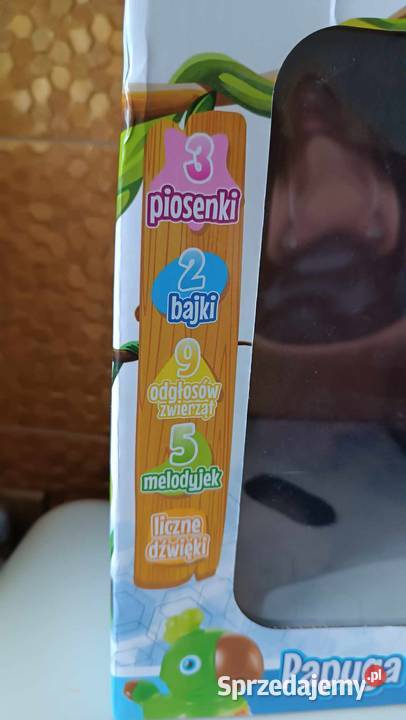 3
piosenki
2
bajki
9
odgłosów
zwierząt
5
melodyjek
liczne
dźwięki
Papuga
Sprzedajemy.pl